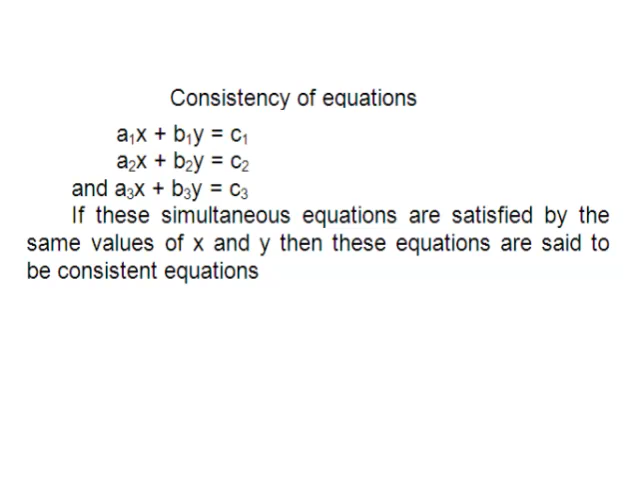 Consistency of equations
a₁x + b₁y = c₁
a₂x + b₂y = c₂
and a₃x + b₃y = c₃
If these simultaneous equations are satisfied by the
same values of x and y then these equations are said to
be consistent equations